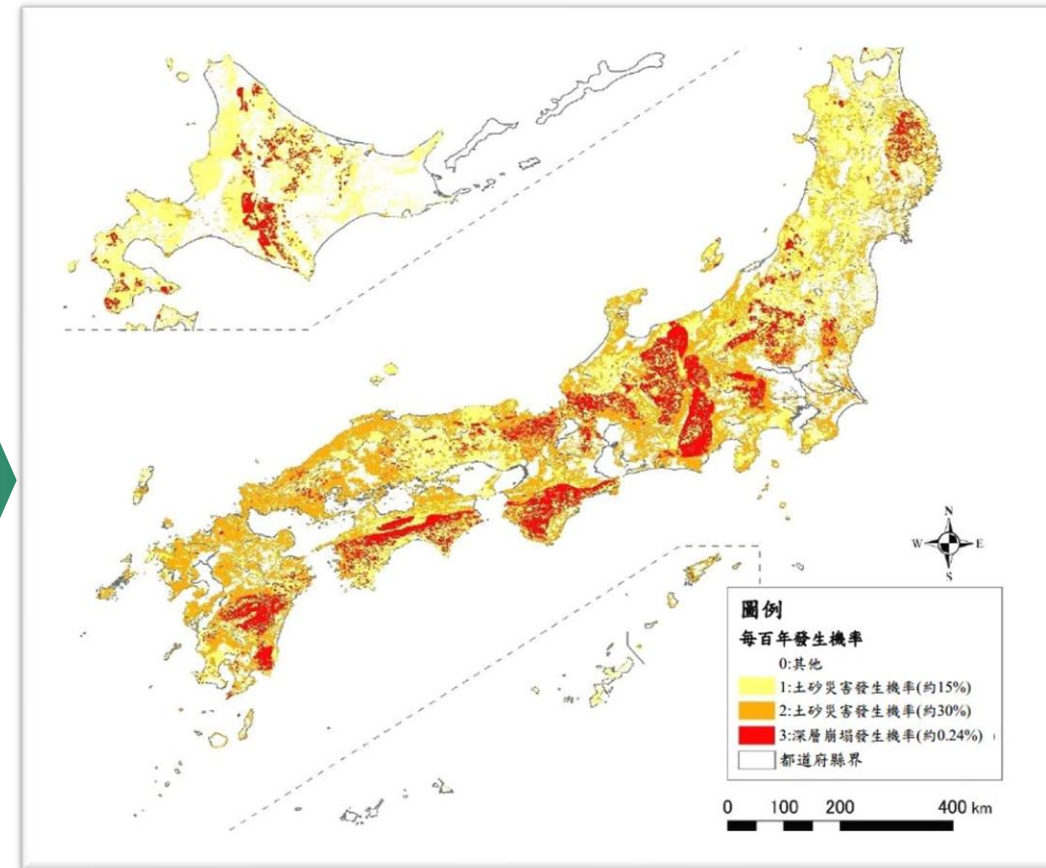 N
W E
S
圖例
每百年發生機率
0:其他
1:土砂災害發生機率(約15%)
2:土砂災害發生機率(約30%)
3:深層崩塌發生機率(約0.24%) (
都道府縣界
0 100 200 400 km